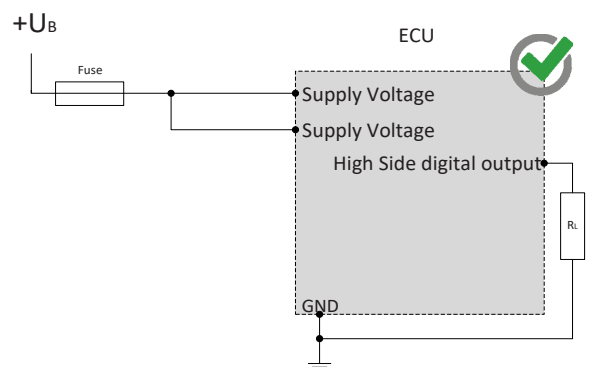 +UB
ECU
Fuse
Supply Voltage
Supply Voltage
High Side digital output
RL
GND